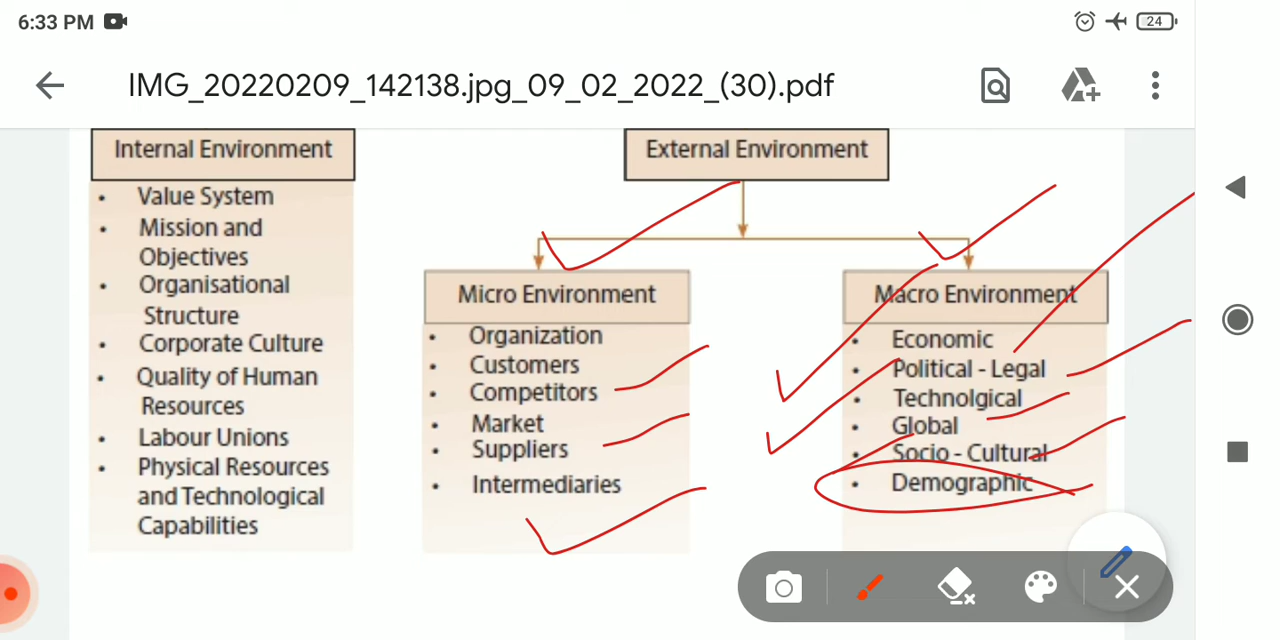 6:33 PM
24
IMG_20220209_142138.jpg_09_02_2022_(30).pdf
Internal Environment
• Value System
• Mission and
Objectives
• Organisational
Structure
• Corporate Culture
• Quality of Human
Resources
• Labour Unions
• Physical Resources
and Technological
Capabilities
External Environment
Micro Environment
• Organization
• Customers
• Competitors
• Market
• Suppliers
• Intermediaries
Macro Environment
• Economic
• Political - Legal
• Technolgical
• Global
• Socio - Cultural
• Demographic